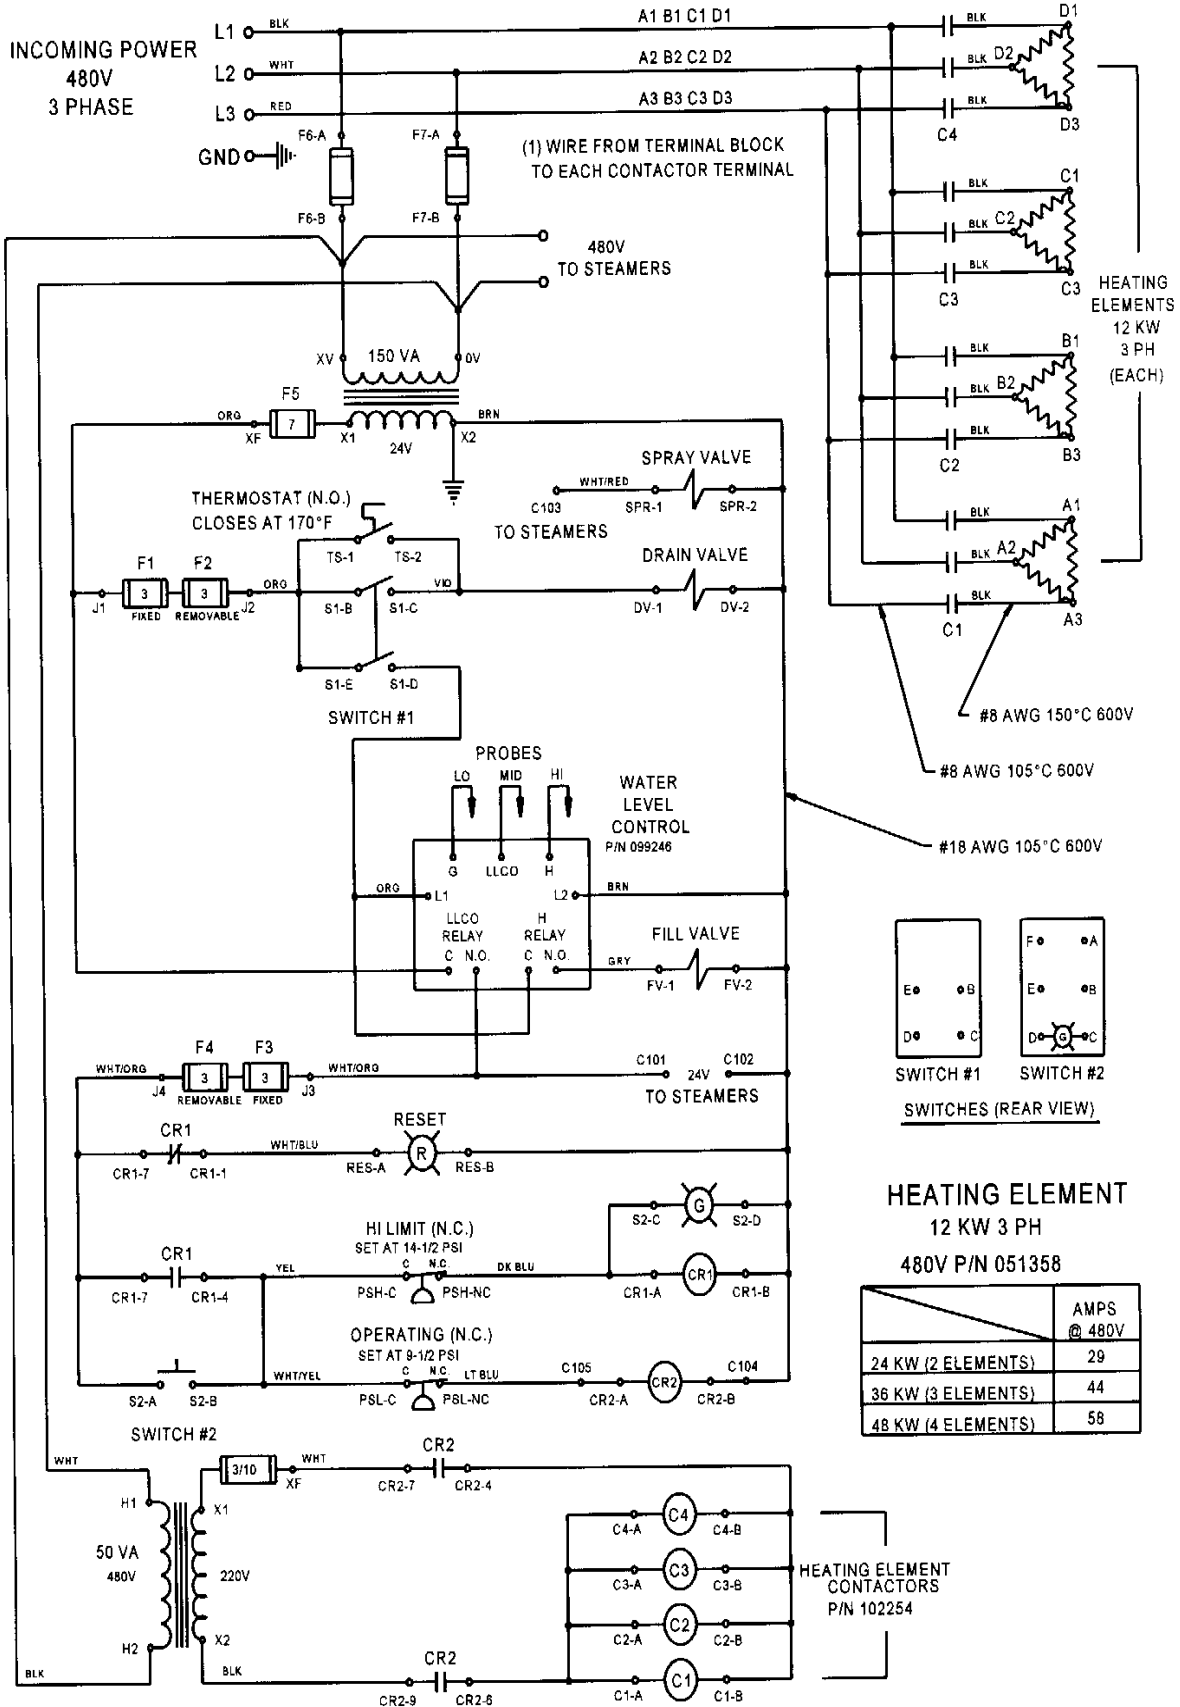 L1 BLK A1 B1 C1 D1 BLK D1
INCOMING POWER
480V
3 PHASE
L2 WHT A2 B2 C2 D2 BLK D2
L3 RED A3 B3 C3 D3 BLK D3
C4
GND
F6-A F7-A
(1) WIRE FROM TERMINAL BLOCK
TO EACH CONTACTOR TERMINAL
F6-B F7-B
480V
TO STEAMERS
BLK C1
BLK C2
BLK C3
C3
HEATING
ELEMENTS
12 KW
3 PH
(EACH)
XV 150 VA 0V
BLK B1
BLK B2
BLK B3
C2
F5
ORG XF 7 X1 24V X2 BRN
SPRAY VALVE
C103 WHT/RED SPR-1 SPR-2
TO STEAMERS
THERMOSTAT (N.O.)
CLOSES AT 170°F
TS-1 TS-2
BLK A1
BLK A2
BLK A3
C1
DRAIN VALVE
F1 F2
J1 3 3 J2 ORG S1-B S1-C VIO DV-1 DV-2
FIXED REMOVABLE
S1-E S1-D
SWITCH #1
#8 AWG 150°C 600V
#8 AWG 105°C 600V
#18 AWG 105°C 600V
PROBES
LO MID HI
WATER
LEVEL
CONTROL
P/N 099246
G LLCO H
ORG L1 L2 BRN
LLCO
RELAY
C N.O.
H
RELAY
C N.O.
GRY
FILL VALVE
FV-1 FV-2
F A
E B E B
D C D G C
SWITCH #1 SWITCH #2
SWITCHES (REAR VIEW)
F4 F3
WHT/ORG J4 3 3 J3 WHT/ORG
REMOVABLE FIXED
C101 24V C102
TO STEAMERS
CR1
CR1-7 CR1-1 WHT/BLU RES-A
RESET
R RES-B
S2-C G S2-D
CR1
CR1-7 CR1-4 YEL
HI LIMIT (N.C.)
SET AT 14-1/2 PSI
C N.C.
PSH-C PSH-NC
DK BLU CR1-A CR1 CR1-B
OPERATING (N.C.)
SET AT 9-1/2 PSI
C N.C.
S2-A S2-B WHT/YEL PSL-C PSL-NC LT BLU C105 CR2-A CR2 CR2-B C104
SWITCH #2
HEATING ELEMENT
12 KW 3 PH
480V P/N 051358
AMPS
@ 480V
24 KW (2 ELEMENTS) 29
36 KW (3 ELEMENTS) 44
48 KW (4 ELEMENTS) 58
WHT 3/10 XF WHT CR2-7 CR2 CR2-4
H1 X1
50 VA
480V
220V
H2 X2
BLK BLK CR2-9 CR2 CR2-6
C4-A C4 C4-B
C3-A C3 C3-B
C2-A C2 C2-B
C1-A C1 C1-B
HEATING ELEMENT
CONTACTORS
P/N 102254